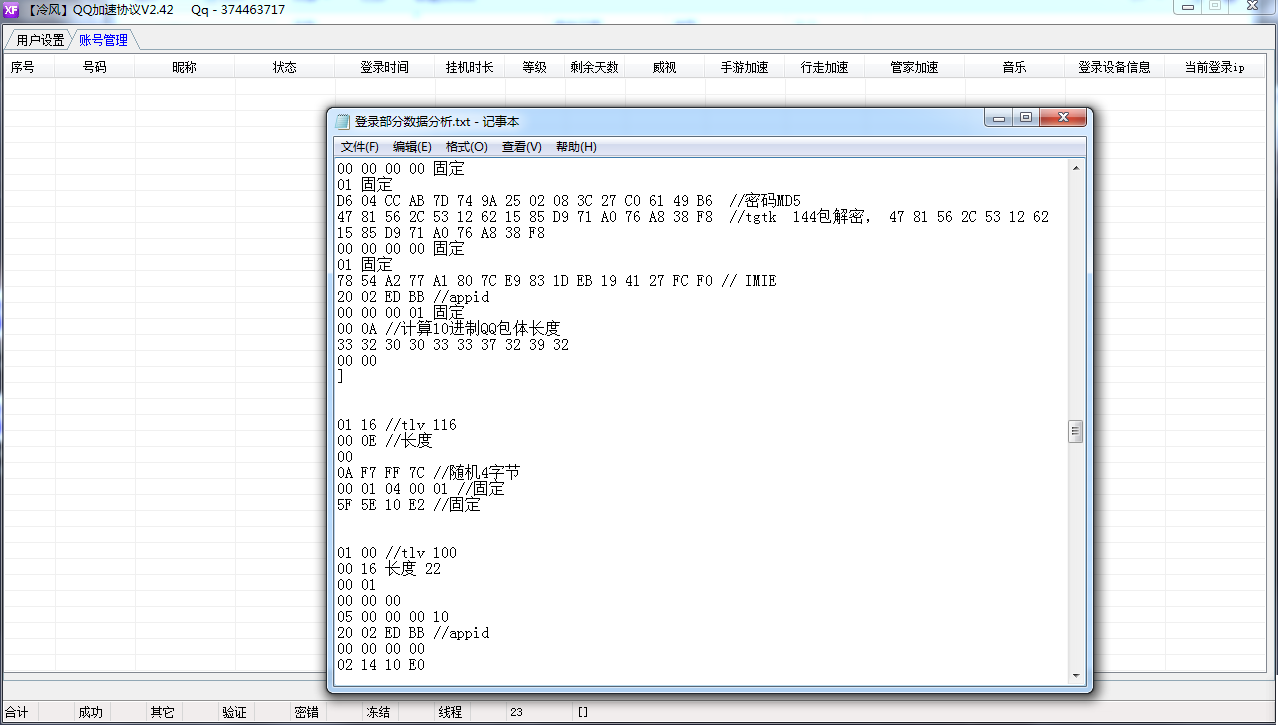 【冷风】QQ加速协议V2.42 Qq - 374463717
用户设置 账号管理
序号 号码 昵称 状态 登录时间 挂机时长 等级 剩余天数 威视 手游加速 行走加速 管家加速 音乐 登录设备信息 当前登录ip
登录部分数据分析.txt - 记事本
文件(F) 编辑(E) 格式(O) 查看(V) 帮助(H)
00 00 00 00 固定
01 固定
D6 04 CC AB 7D 74 9A 25 02 08 3C 27 C0 61 49 B6 //密码MD5
47 81 56 2C 53 12 62 15 85 D9 71 A0 76 A8 38 F8 //tgtk 144包解密， 47 81 56 2C 53 12 62
15 85 D9 71 A0 76 A8 38 F8
00 00 00 00 固定
01 固定
78 54 A2 77 A1 80 7C E9 83 1D EB 19 41 27 FC F0 // IMIE
20 02 ED BB //appid
00 00 00 01 固定
00 0A //计算10进制QQ包体长度
33 32 30 30 33 33 37 32 39 32
00 00
]
01 16 //tlv 116
00 0E //长度
00
0A F7 FF 7C //随机4字节
00 01 04 00 01 //固定
5F 5E 10 E2 //固定
01 00 //tlv 100
00 16 长度 22
00 01
00 00 00
05 00 00 00 10
20 02 ED BB //appid
00 00 00 00
02 14 10 E0
合计 成功 其它 验证 密错 冻结 线程 23 []